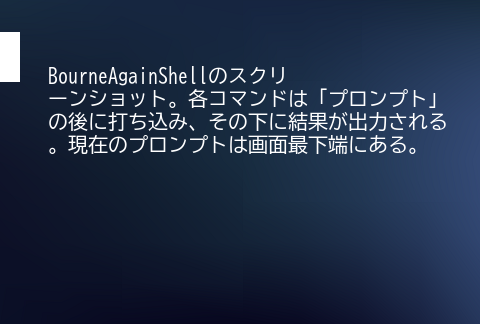 BourneAgainShellのスクリ
ーンショット。各コマンドは「プロンプト」
の後に打ち込み、その下に結果が出力される
。現在のプロンプトは画面最下端にある。